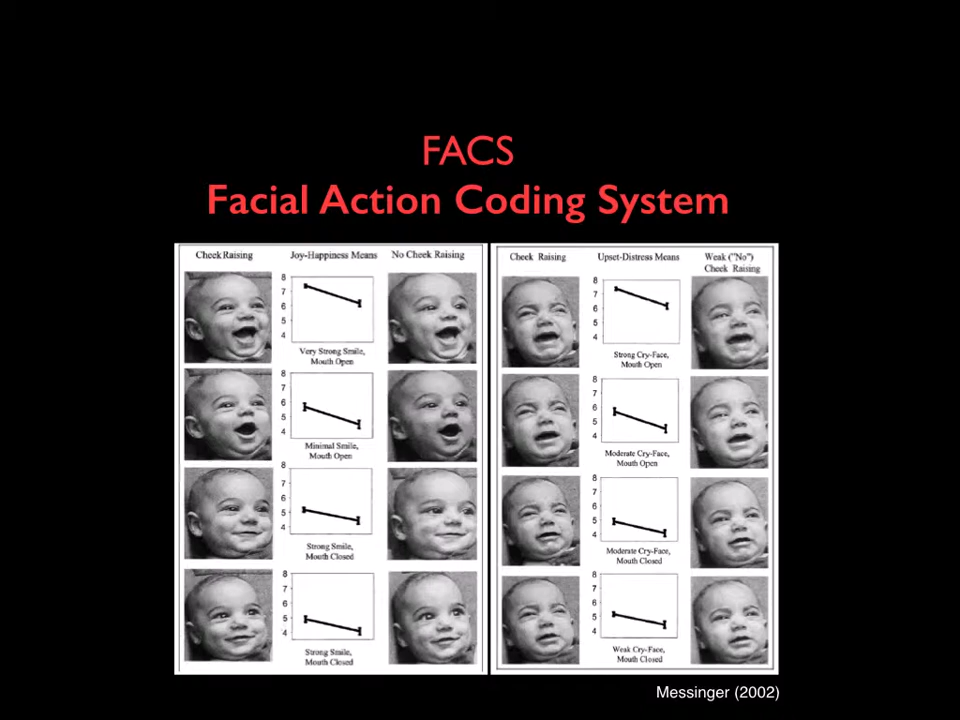 FACS
Facial Action Coding System
Cheek Raising
Joy-Happiness Means
No Cheek Raising
8
7
6
5
4
Very Strong Smile,
Mouth Open
8
7
6
5
4
Minimal Smile,
Mouth Open
8
7
6
5
4
Strong Smile,
Mouth Closed
8
7
6
5
4
Strong Smile,
Mouth Closed
Cheek Raising
Upset-Distress Means
Weak ("No")
Cheek Raising
8
7
6
5
4
Strong Cry-Face,
Mouth Open
8
7
6
5
4
Moderate Cry-Face,
Mouth Open
8
7
6
5
4
Moderate Cry-Face,
Mouth Closed
8
7
6
5
4
Weak Cry-Face,
Mouth Closed
Messinger (2002)